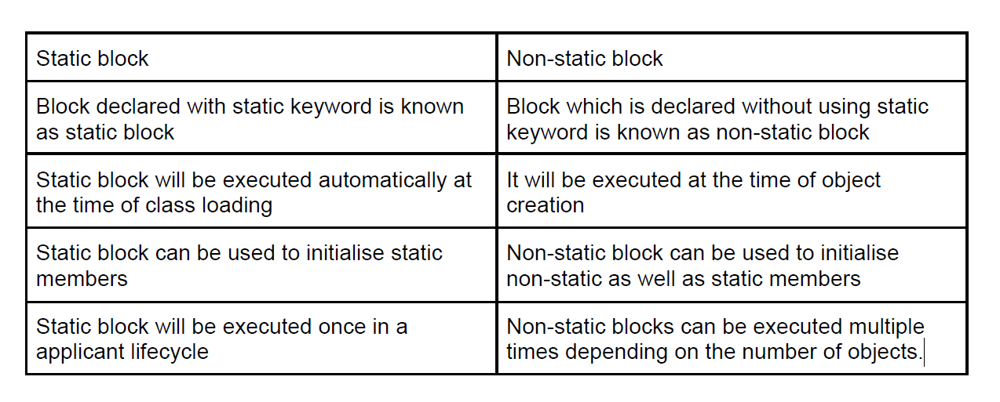 Static block
Non-static block
Block declared with static keyword is known
as static block
Block which is declared without using static
keyword is known as non-static block
Static block will be executed automatically at
the time of class loading
It will be executed at the time of object
creation
Static block can be used to initialise static
members
Non-static block can be used to initialise
non-static as well as static members
Static block will be executed once in a
applicant lifecycle
Non-static blocks can be executed multiple
times depending on the number of objects.